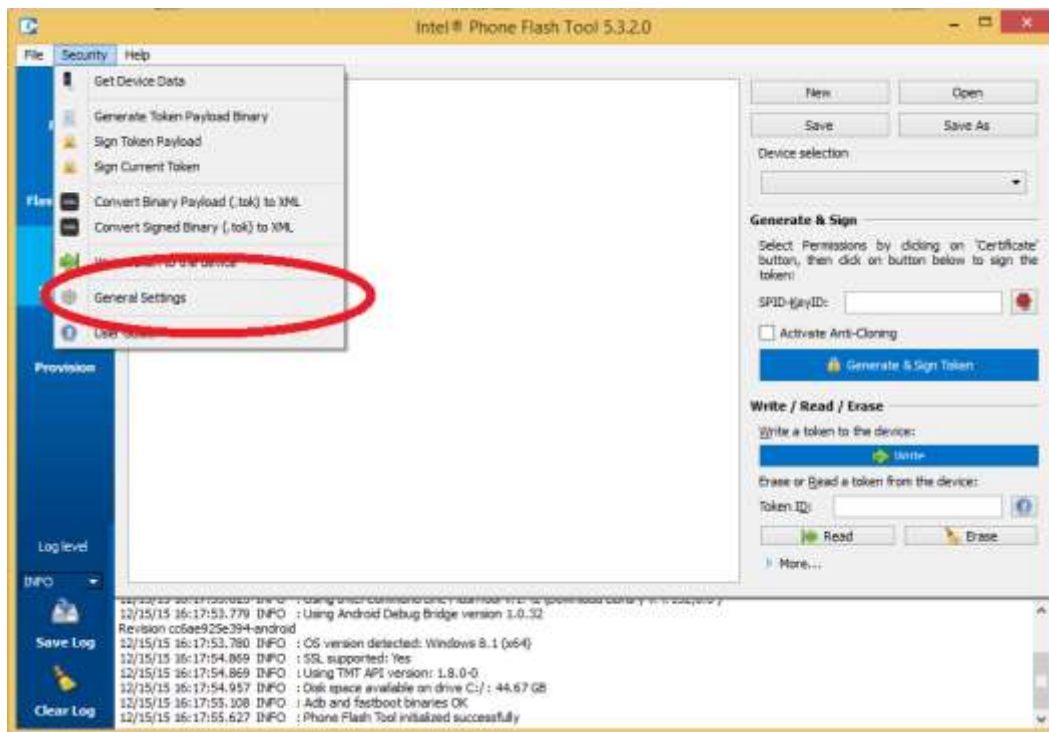 Intel® Phone Flash Tool 5.3.2.0
File Security Help
Get Device Data
Generate Token Payload Binary
Sign Token Payload
Sign Current Token
Convert Binary Payload (.tok) to XML
Convert Signed Binary (.tok) to XML
to the device
General Settings
User
Provision
Log level
INFO
Save Log
Clear Log
New Open
Save Save As
Device selection
Generate & Sign
Select Permissions by clicking on 'Certificate'
button, then click on button below to sign the
token:
SPID-KeyID:
Activate Anti-Cloning
Generate & Sign Token
Write / Read / Erase
Write a token to the device:
Write
Erase or Read a token from the device:
Token ID:
Read Erase
More...
12/15/15 16:17:53.779 INFO : Using Android Debug Bridge version 1.0.32
Revision cc6ae925e394-android
12/15/15 16:17:53.780 INFO : OS version detected: Windows 8.1 (x64)
12/15/15 16:17:54.869 INFO : SSL supported: Yes
12/15/15 16:17:54.869 INFO : Using TMT API version: 1.8.0-0
12/15/15 16:17:54.957 INFO : Disk space available on drive C:/ : 44.67 GB
12/15/15 16:17:55.108 INFO : Adb and fastboot binaries OK
12/15/15 16:17:55.627 INFO : Phone Flash Tool initialized successfully